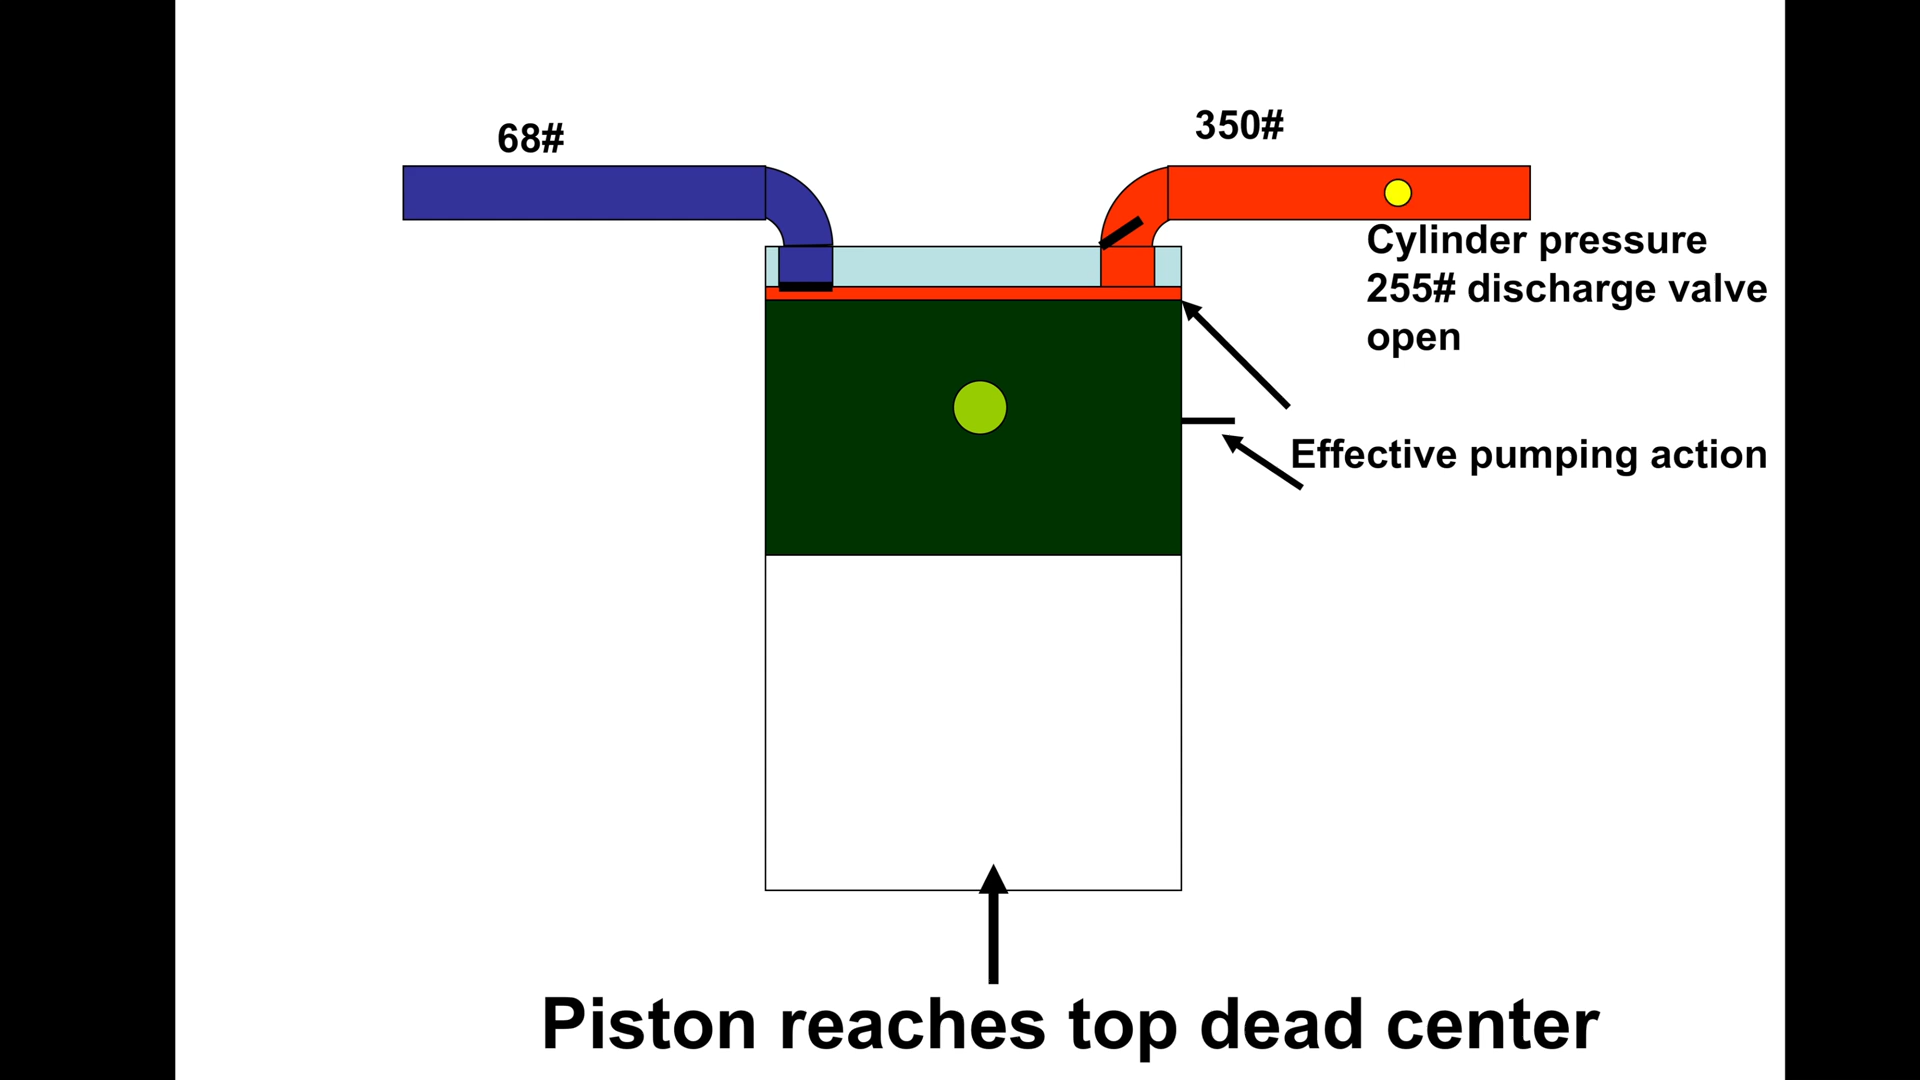 68#
350#
Cylinder pressure
255# discharge valve
open
Effective pumping action
Piston reaches top dead center